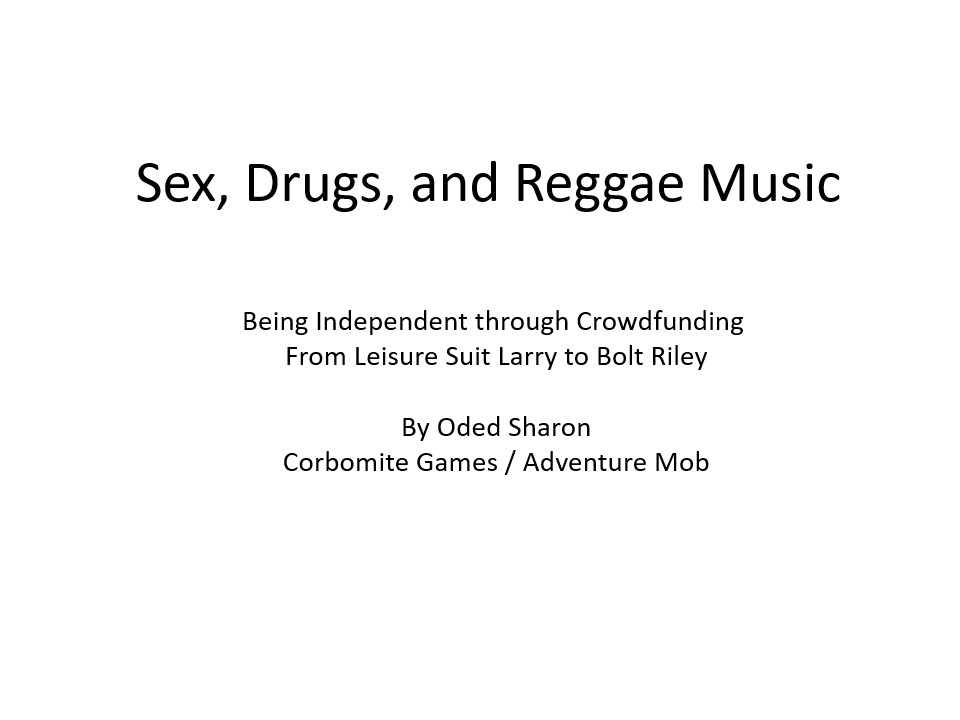 Sex, Drugs, and Reggae Music
Being Independent through Crowdfunding
From Leisure Suit Larry to Bolt Riley
By Oded Sharon
Corbomite Games / Adventure Mob